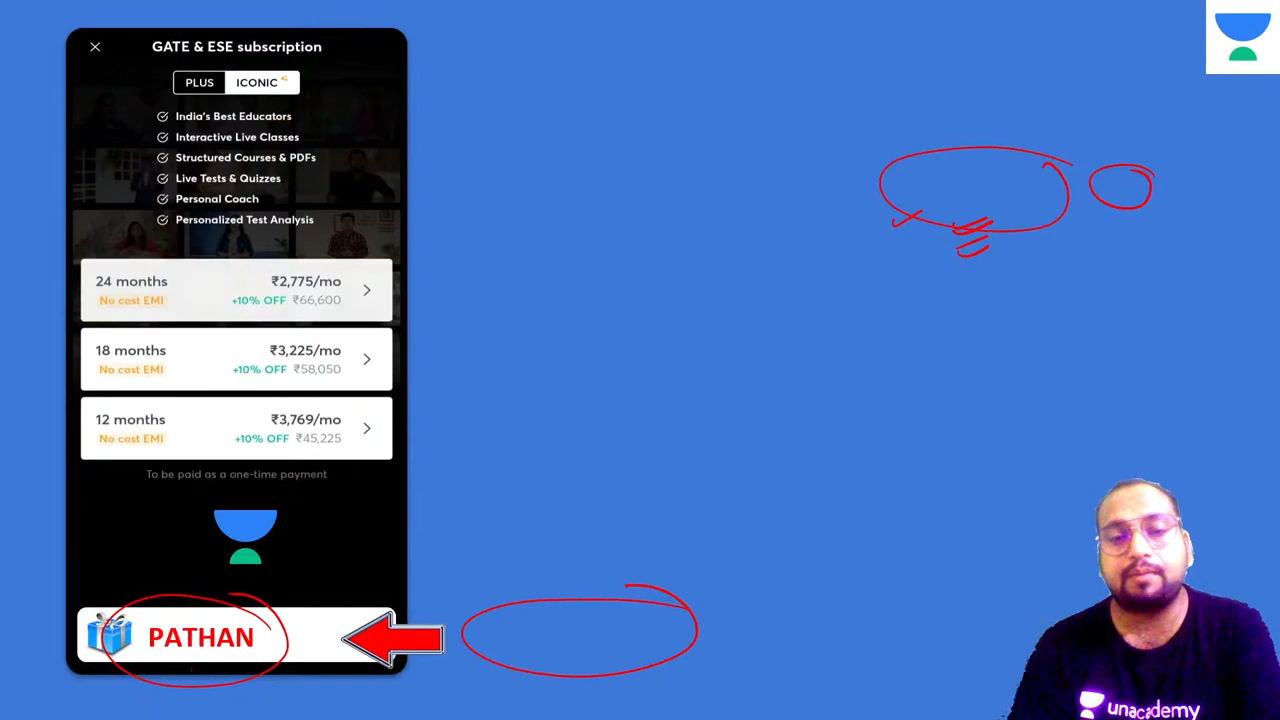 GATE & ESE subscription
PLUS ICONIC
India's Best Educators
Interactive Live Classes
Structured Courses & PDFs
Live Tests & Quizzes
Personal Coach
Personalized Test Analysis
24 months ₹2,775/mo
No cost EMI +10% OFF ₹66,600
18 months ₹3,225/mo
No cost EMI +10% OFF ₹58,050
12 months ₹3,769/mo
No cost EMI +10% OFF ₹45,225
To be paid as a one-time payment
PATHAN
unacademy